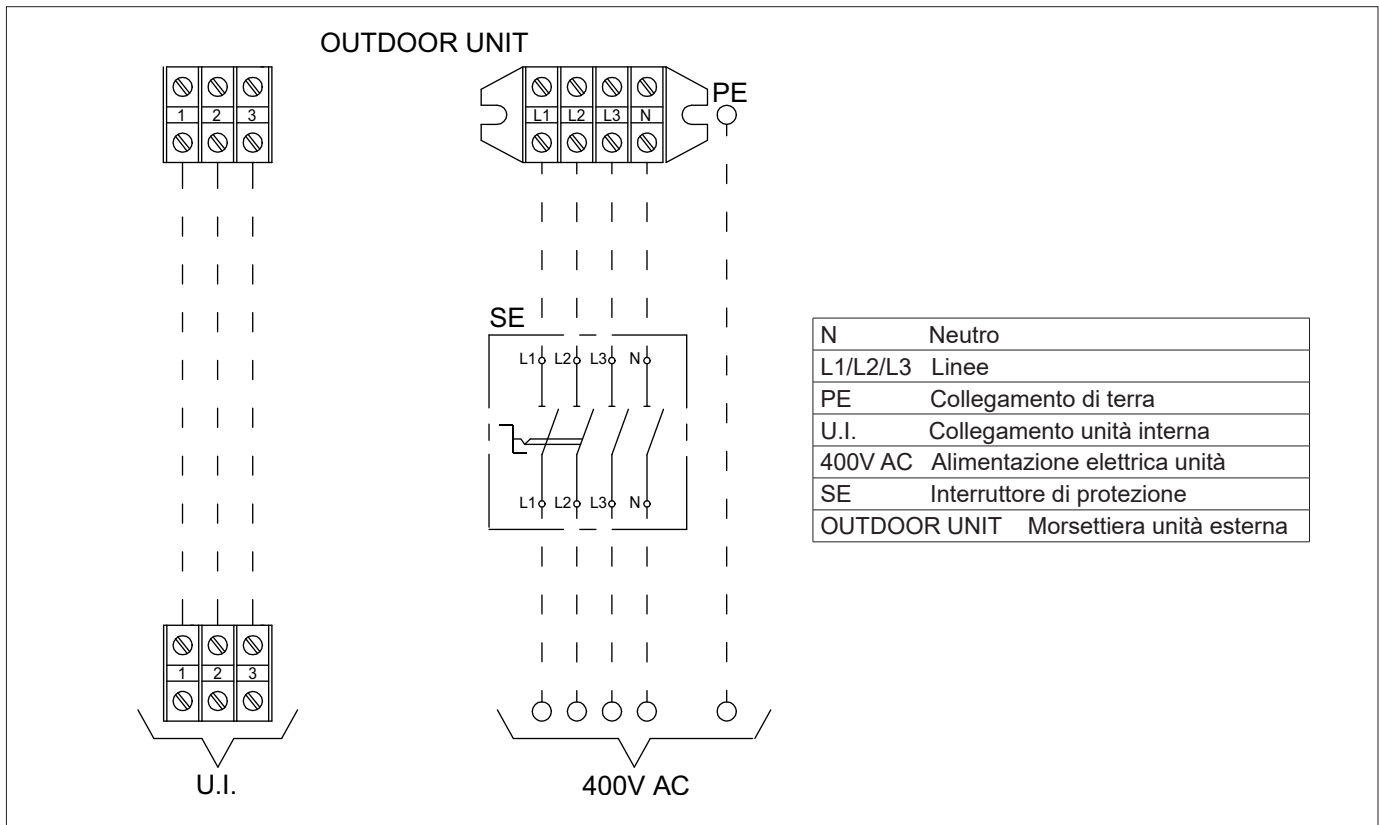 OUTDOOR UNIT
1 2 3
L1 L2 L3 N
PE
SE
L1 L2 L3 N
L1 L2 L3 N
1 2 3
U.I.
400V AC
N Neutro
L1/L2/L3 Linee
PE Collegamento di terra
U.I. Collegamento unità interna
400V AC Alimentazione elettrica unità
SE Interruttore di protezione
OUTDOOR UNIT Morsettiera unità esterna